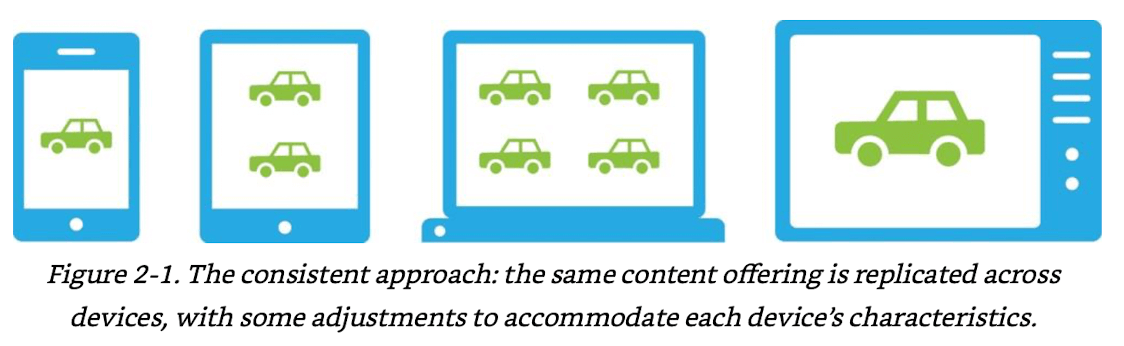 Figure 2-1. The consistent approach: the same content offering is replicated across
devices, with some adjustments to accommodate each device’s characteristics.